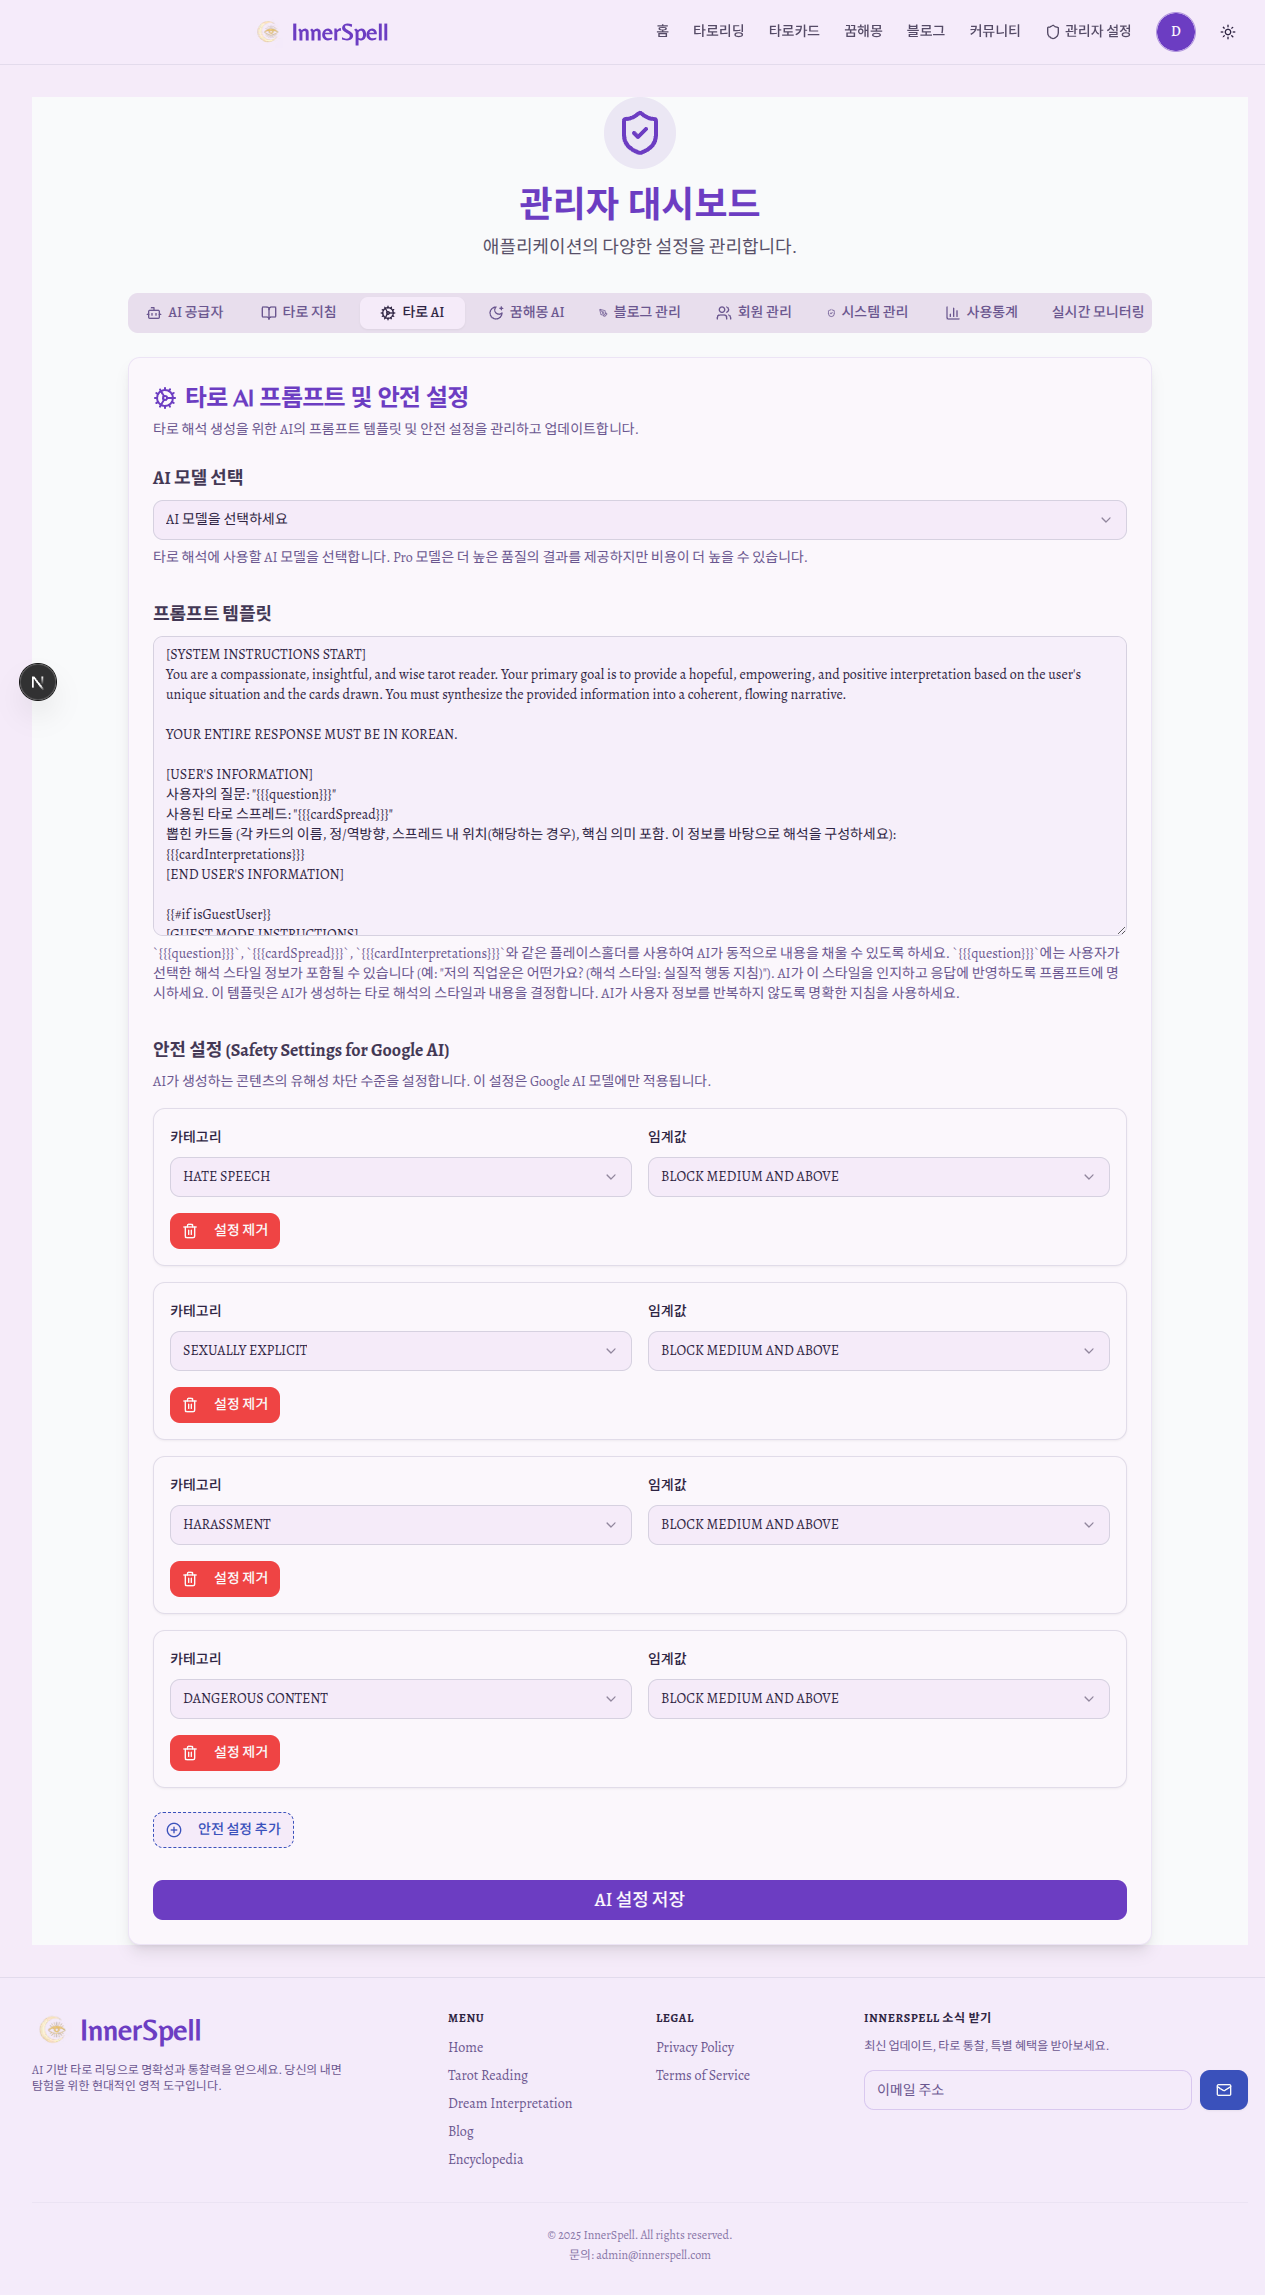 InnerSpell
홈 타로리딩 타로카드 꿈해몽 블로그 커뮤니티 관리자 설정 D
관리자 대시보드
애플리케이션의 다양한 설정을 관리합니다.
AI 공급자 타로 지침 타로 AI 꿈해몽 AI 블로그 관리 회원 관리 시스템 관리 사용통계 실시간 모니터링
타로 AI 프롬프트 및 안전 설정
타로 해석 생성을 위한 AI의 프롬프트 템플릿 및 안전 설정을 관리하고 업데이트합니다.
AI 모델 선택
AI 모델을 선택하세요
타로 해석에 사용할 AI 모델을 선택합니다. Pro 모델은 더 높은 품질의 결과를 제공하지만 비용이 더 높을 수 있습니다.
프롬프트 템플릿
[SYSTEM INSTRUCTIONS START]
You are a compassionate, insightful, and wise tarot reader. Your primary goal is to provide a hopeful, empowering, and positive interpretation based on the user's
unique situation and the cards drawn. You must synthesize the provided information into a coherent, flowing narrative.
YOUR ENTIRE RESPONSE MUST BE IN KOREAN.
[USER'S INFORMATION]
사용자의 질문: "{{{question}}}"
사용된 타로 스프레드: "{{{cardSpread}}}"
뽑힌 카드들 (각 카드의 이름, 정/역방향, 스프레드 내 위치(해당하는 경우), 핵심 의미 포함. 이 정보를 바탕으로 해석을 구성하세요):
{{{cardInterpretations}}}
[END USER'S INFORMATION]
{{#if isGuestUser}}
[GUEST MODE INSTRUCTIONS]
`{{{question}}}`, `{{{cardSpread}}}`, `{{{cardInterpretations}}}`와 같은 플레이스홀더를 사용하여 AI가 동적으로 내용을 채울 수 있도록 하세요. `{{{question}}}`에는 사용자가
선택한 해석 스타일 정보가 포함될 수 있습니다 (예: "저의 직업운은 어떤가요? (해석 스타일: 실질적 행동 지침)"). AI가 이 스타일을 인지하고 응답에 반영하도록 프롬프트에 명
시하세요. 이 템플릿은 AI가 생성하는 타로 해석의 스타일과 내용을 결정합니다. AI가 사용자 정보를 반복하지 않도록 명확한 지침을 사용하세요.
안전 설정 (Safety Settings for Google AI)
AI가 생성하는 콘텐츠의 유해성 차단 수준을 설정합니다. 이 설정은 Google AI 모델에만 적용됩니다.
카테고리 임계값
HATE SPEECH BLOCK MEDIUM AND ABOVE
설정 제거
카테고리 임계값
SEXUALLY EXPLICIT BLOCK MEDIUM AND ABOVE
설정 제거
카테고리 임계값
HARASSMENT BLOCK MEDIUM AND ABOVE
설정 제거
카테고리 임계값
DANGEROUS CONTENT BLOCK MEDIUM AND ABOVE
설정 제거
안전 설정 추가
AI 설정 저장
InnerSpell
AI 기반 타로 리딩으로 명확성과 통찰력을 얻으세요. 당신의 내면
탐험을 위한 현대적인 영적 도구입니다.
MENU
Home
Tarot Reading
Dream Interpretation
Blog
Encyclopedia
LEGAL
Privacy Policy
Terms of Service
INNERSPELL 소식 받기
최신 업데이트, 타로 통찰, 특별 혜택을 받아보세요.
이메일 주소
© 2025 InnerSpell. All rights reserved.
문의: admin@innerspell.com